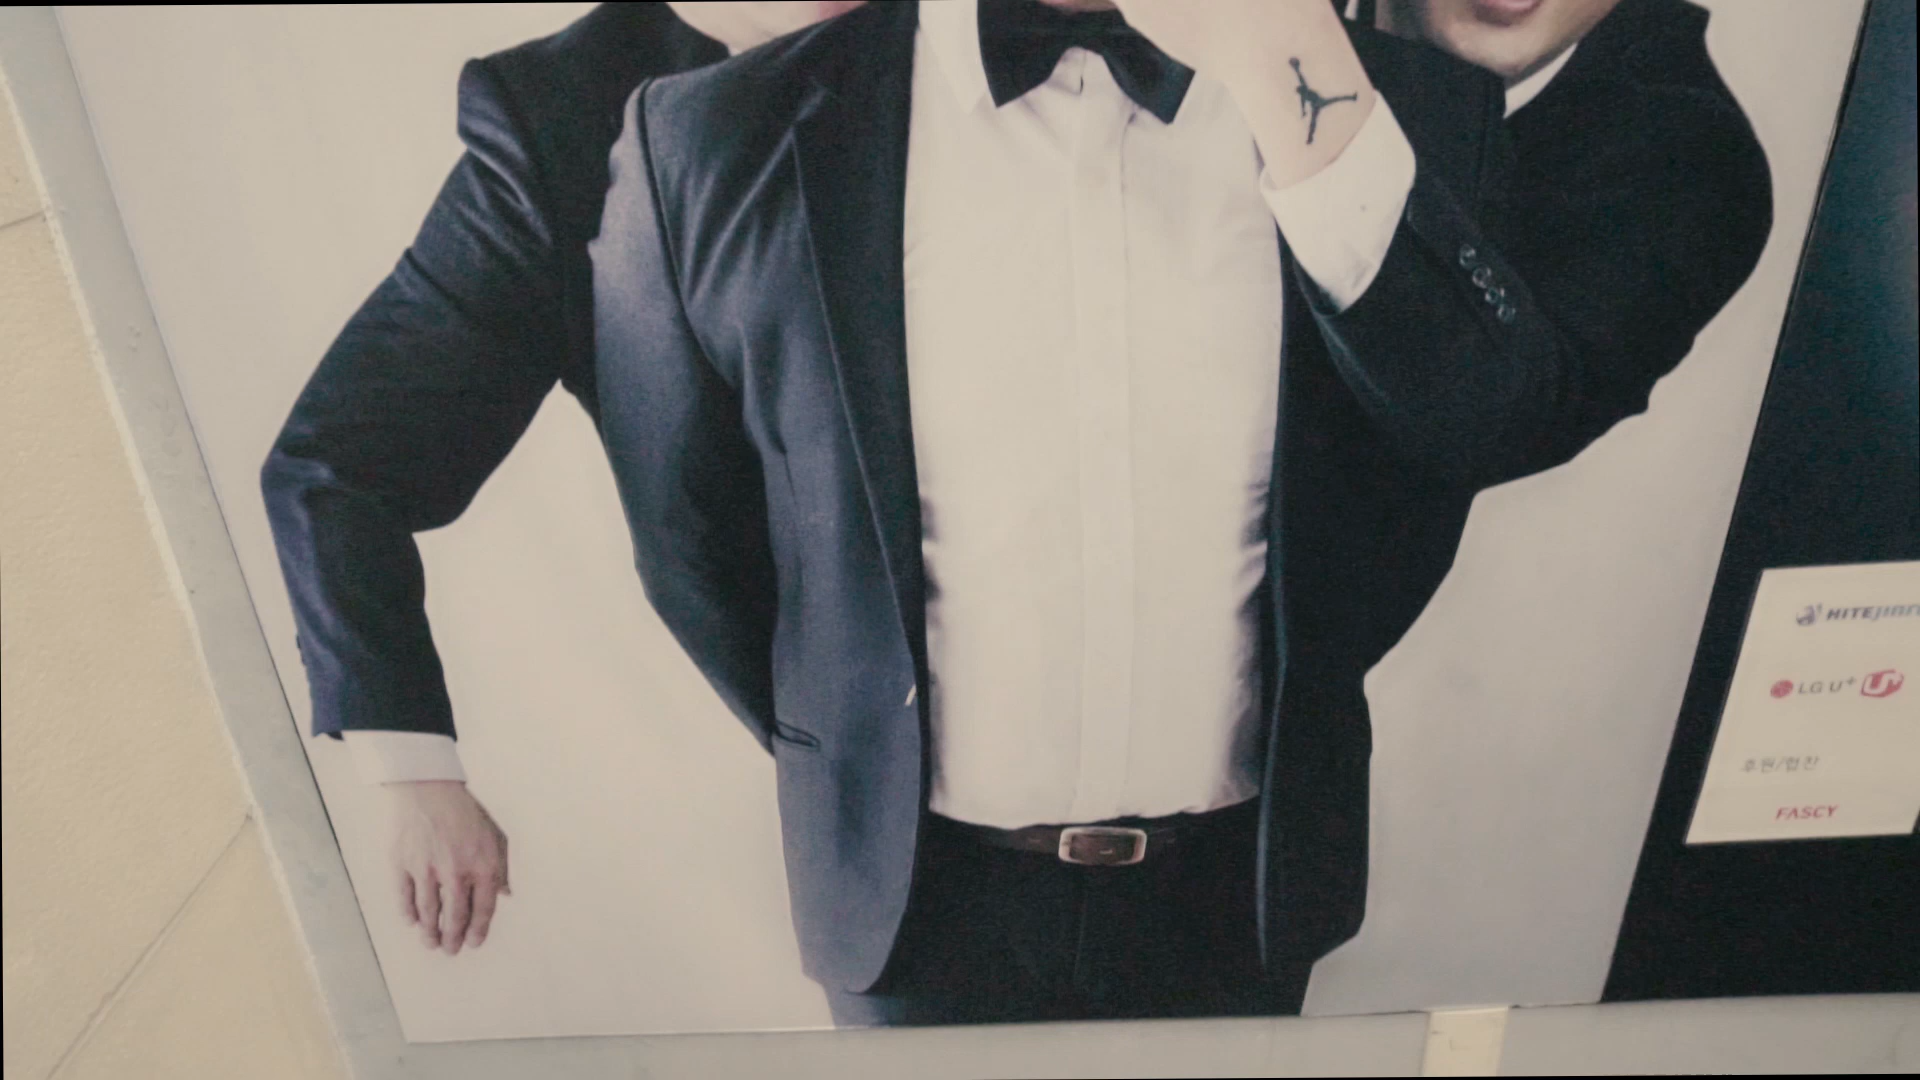 HITEJINRO
LG U+ U+
후원/협찬
FASCY